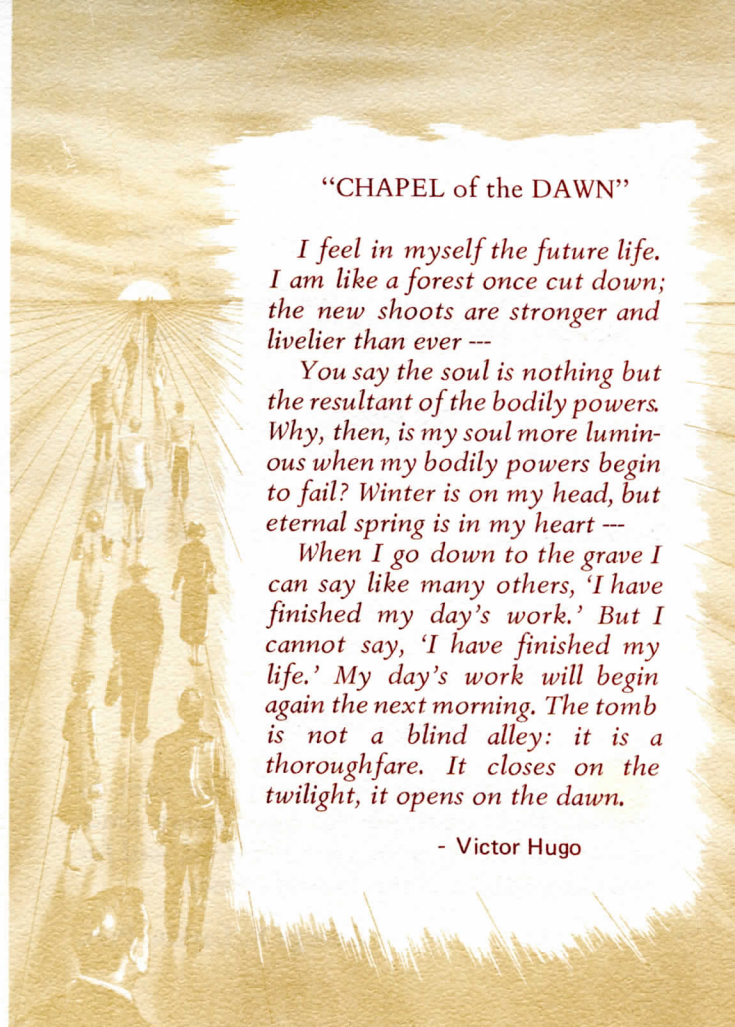 “CHAPEL of the DAWN”
I feel in myself the future life.
I am like a forest once cut down;
the new shoots are stronger and
livelier than ever ---
You say the soul is nothing but
the resultant of the bodily powers.
Why, then, is my soul more lumin-
ous when my bodily powers begin
to fail? Winter is on my head, but
eternal spring is in my heart ---
When I go down to the grave I
can say like many others, ‘I have
finished my day’s work.’ But I
cannot say, ‘I have finished my
life.’ My day’s work will begin
again the next morning. The tomb
is not a blind alley: it is a
thoroughfare. It closes on the
twilight, it opens on the dawn.
- Victor Hugo